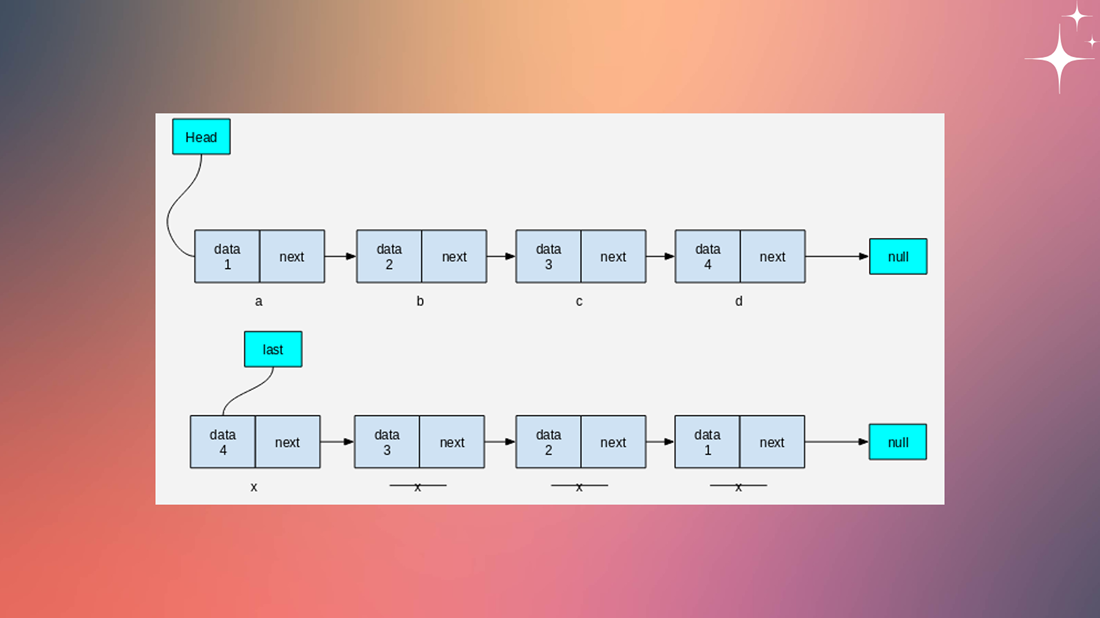 Head
data next data next data next data next null
1 2 3 4
a b c d
last
data next data next data next data next null
4 3 2 1
x x x x